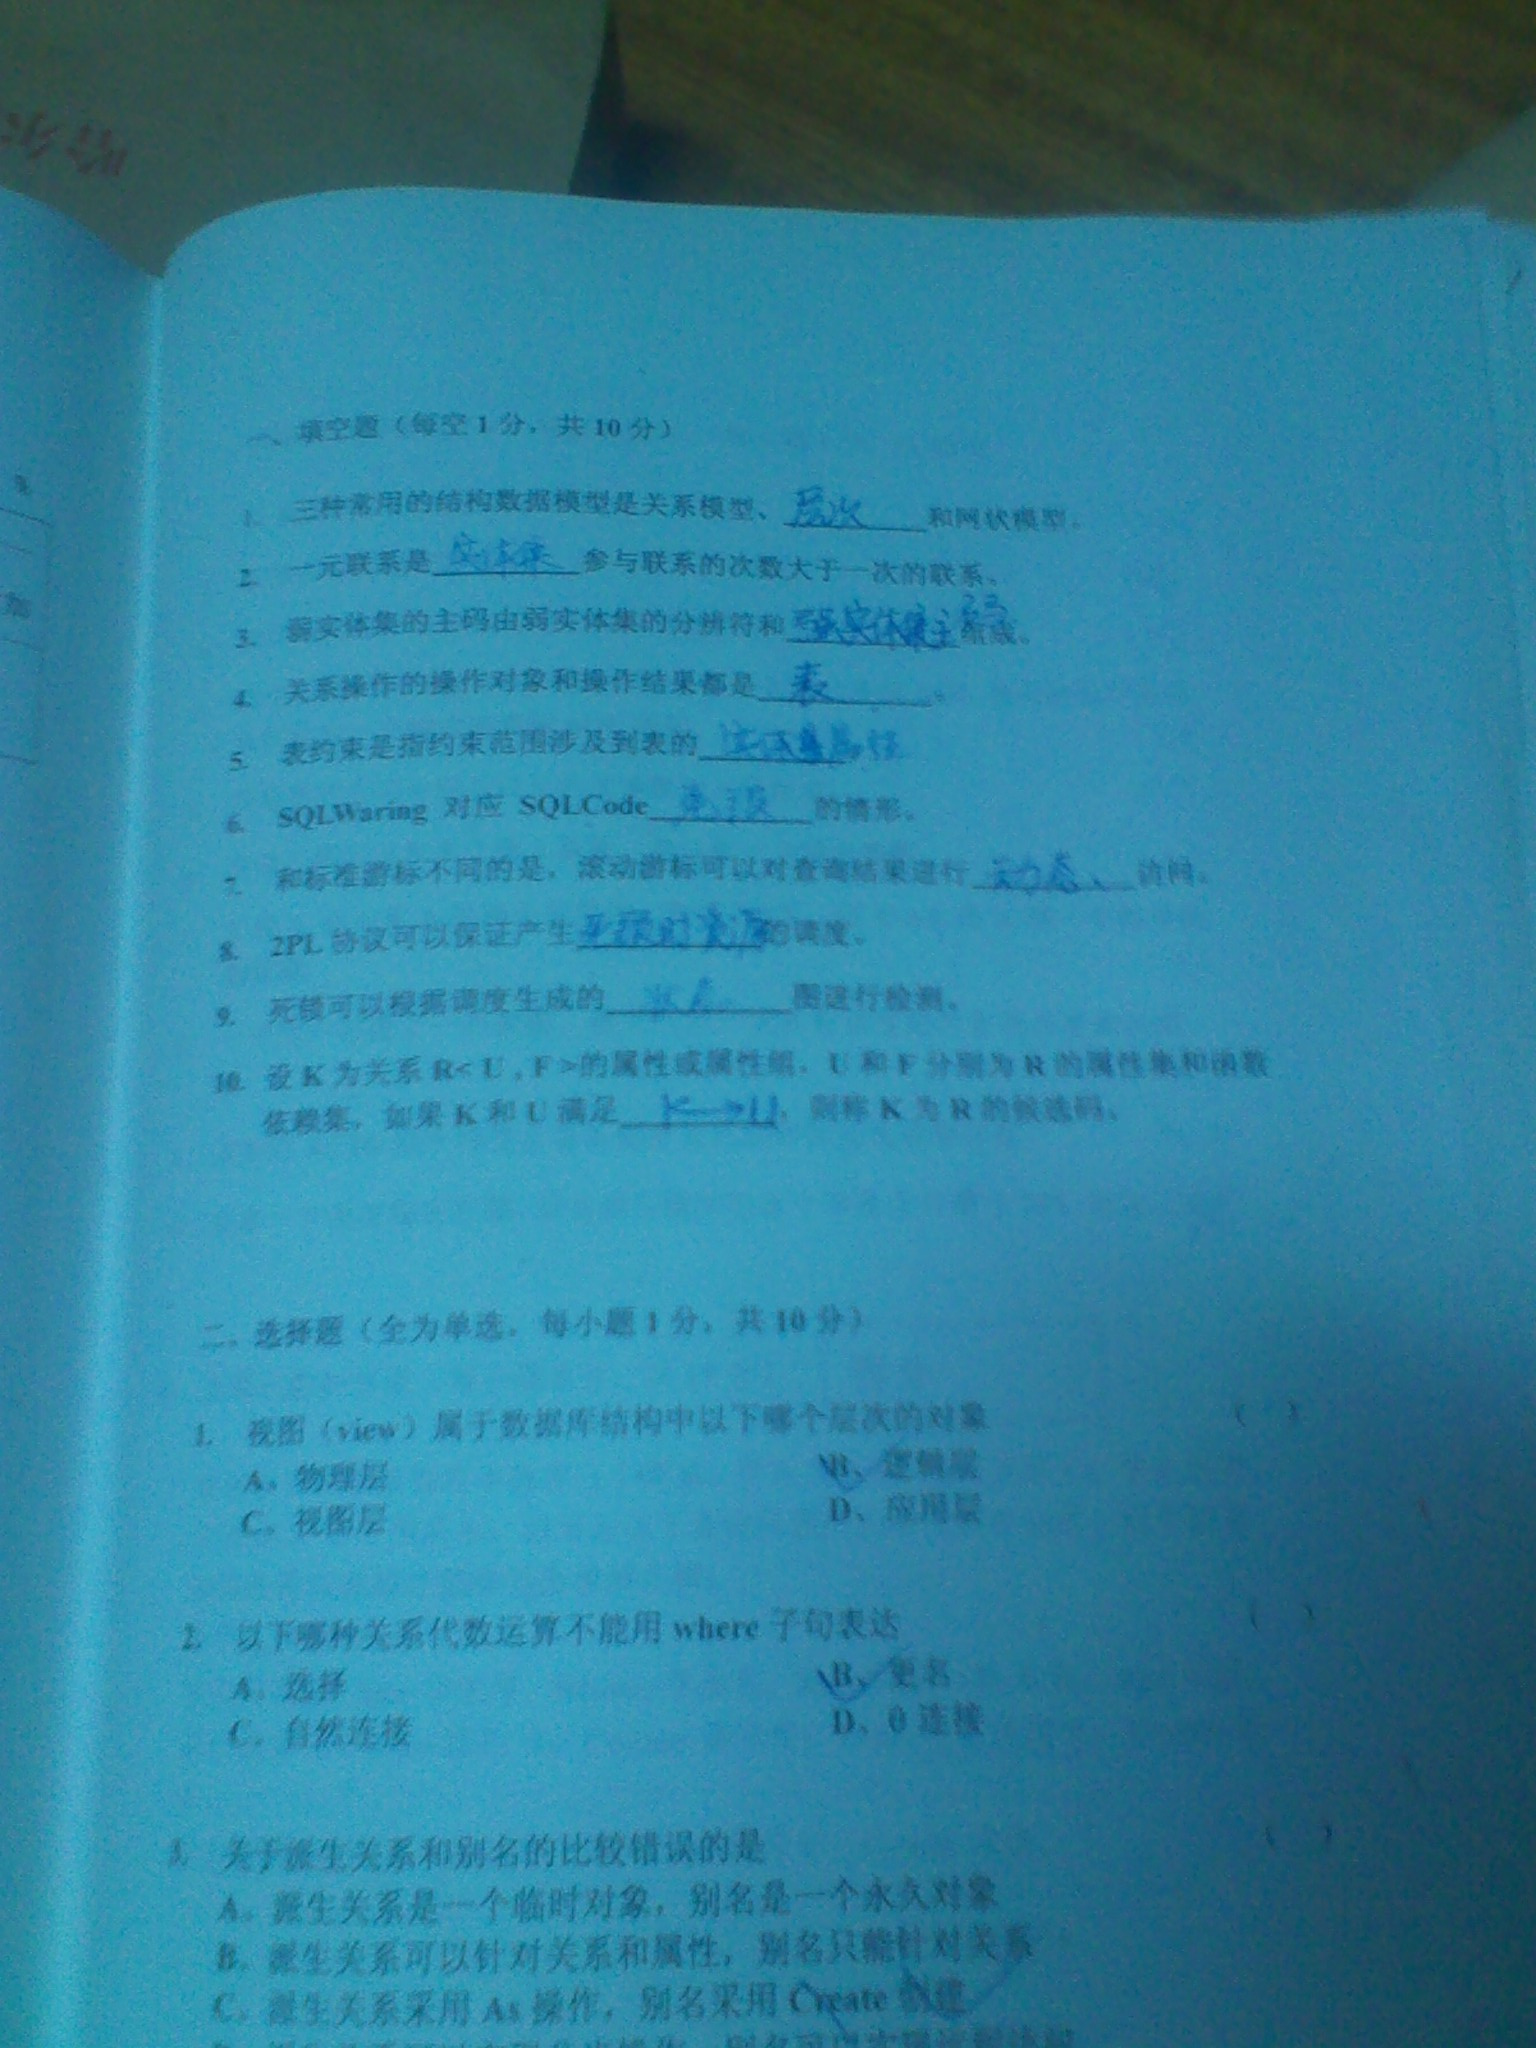 一、填空题（每空 1 分，共 10 分）
1. 三种常用的结构数据模型是关系模型、层次和网状模型。
2. 一元联系是实体集参与联系的次数大于一次的联系。
3. 弱实体集的主码由弱实体集的分辨符和强实体集主码组成。
4. 关系操作的操作对象和操作结果都是表。
5. 表约束是指约束范围涉及到表的
6. SQLWaring 对应 SQLCode 的情形。
7. 和标准游标不同的是，滚动游标可以对查询结果进行动态访问。
8. 2PL 协议可以保证产生的调度。
9. 死锁可以根据调度生成的图进行检测。
10. 设 K 为关系 R< U , F >的属性或属性组，U 和 F 分别为 R 的属性集和函数
依赖集，如果 K 和 U 满足 K→U，则称 K 为 R 的候选码。
二、选择题（全为单选，每小题 1 分，共 10 分）
1. 视图（view）属于数据库结构中以下哪个层次的对象 （ ）
A、物理层 B、逻辑层
C、视图层 D、应用层
2. 以下哪种关系代数运算不能用 where 子句表达 （ ）
A、选择 B、更名
C、自然连接 D、θ 连接
3. 关于派生关系和别名的比较错误的是 （ ）
A、派生关系是一个临时对象，别名是一个永久对象
B、派生关系可以针对关系和属性，别名只能针对关系
C、派生关系采用 As 操作，别名采用 Create 创建